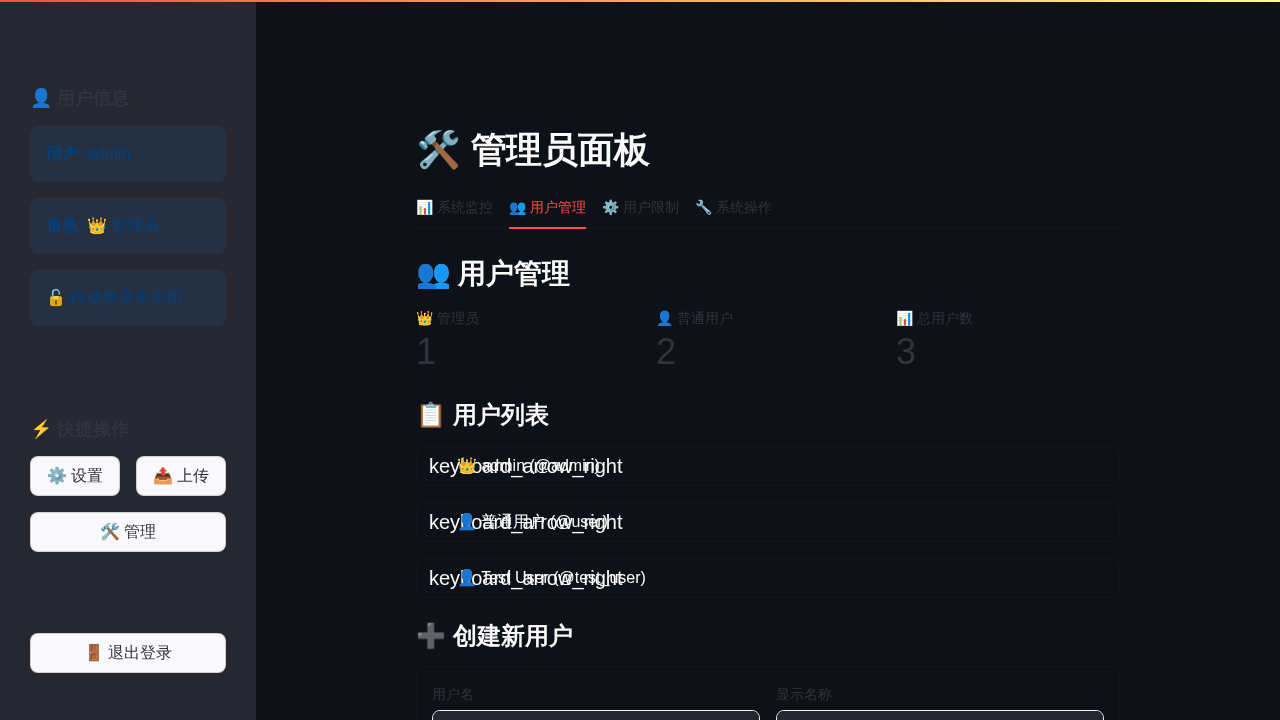 👤 用户信息
用户: admin
角色: 👑 管理员
🔓 自动登录未启用
⚡ 快捷操作
⚙️ 设置
📤 上传
🛠️ 管理
🚪 退出登录
🛠️ 管理员面板
📊 系统监控
👥 用户管理
⚙️ 用户限制
🔧 系统操作
👥 用户管理
👑 管理员
👤 普通用户
📊 总用户数
1
2
3
📋 用户列表
keyboard_arrow_right
👑 admin (@admin)
keyboard_arrow_right
👤 普通用户 (@user)
keyboard_arrow_right
👤 Test User (@test_user)
➕ 创建新用户
用户名
显示名称